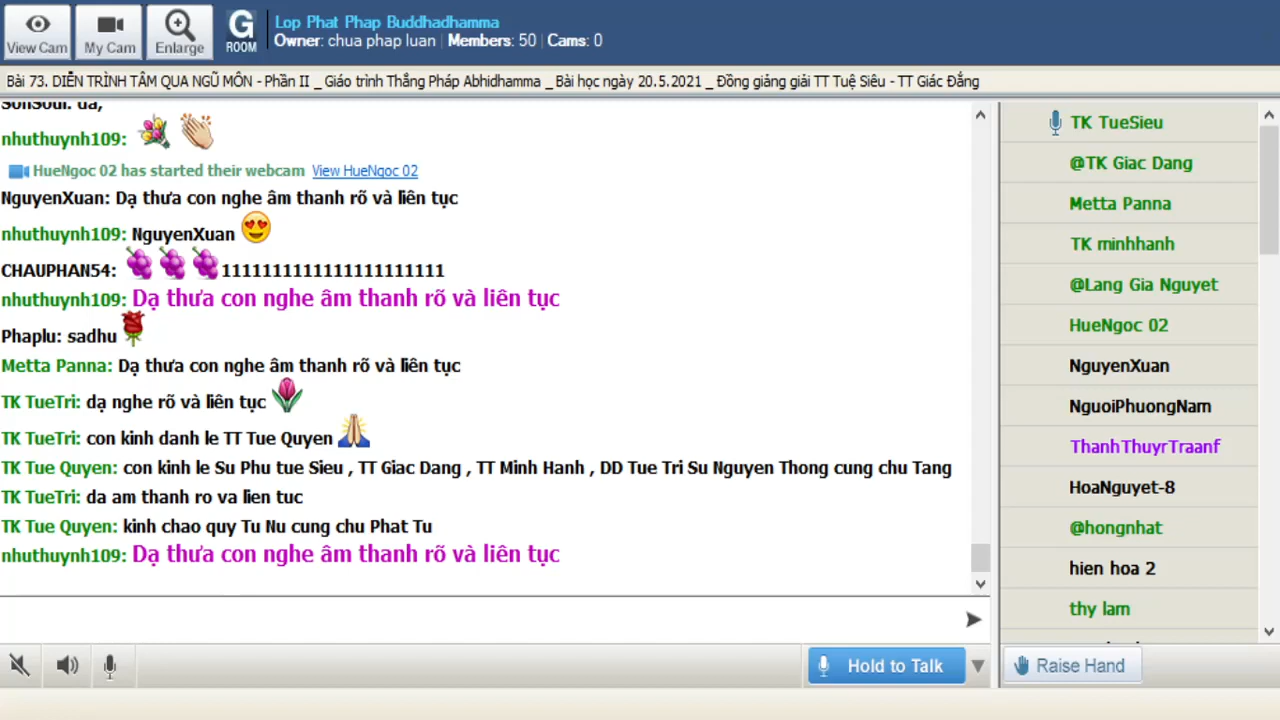 View Cam
My Cam
Enlarge
G
ROOM
Lop Phat Phap Buddhadhamma
Owner: chua phap luan | Members: 50 | Cams: 0
Bài 73. DIỄN TRÌNH TÂM QUA NGŨ MÔN - Phần II _ Giáo trình Thắng Pháp Abhidhamma _ Bài học ngày 20.5.2021 _ Đồng giảng giải TT Tuệ Siêu - TT Giác Đẳng
SonSoul: dạ,
nhuthuynh109:
HueNgoc 02 has started their webcam View HueNgoc 02
NguyenXuan: Dạ thưa con nghe âm thanh rõ và liên tục
nhuthuynh109: NguyenXuan
CHAUPHAN54: 1111111111111111111111
nhuthuynh109: Dạ thưa con nghe âm thanh rõ và liên tục
Phaplu: sadhu
Metta Panna: Dạ thưa con nghe âm thanh rõ và liên tục
TK TueTri: dạ nghe rõ và liên tục
TK TueTri: con kinh danh le TT Tue Quyen
TK Tue Quyen: con kinh le Su Phu tue Sieu , TT Giac Dang , TT Minh Hanh , DD Tue Tri Su Nguyen Thong cung chu Tang
TK TueTri: da am thanh ro va lien tuc
TK Tue Quyen: kinh chao quy Tu Nu cung chu Phat Tu
nhuthuynh109: Dạ thưa con nghe âm thanh rõ và liên tục
Hold to Talk
TK TueSieu
@TK Giac Dang
Metta Panna
TK minhhanh
@Lang Gia Nguyet
HueNgoc 02
NguyenXuan
NguoiPhuongNam
ThanhThuyrTraanf
HoaNguyet-8
@hongnhat
hien hoa 2
thy lam
Raise Hand